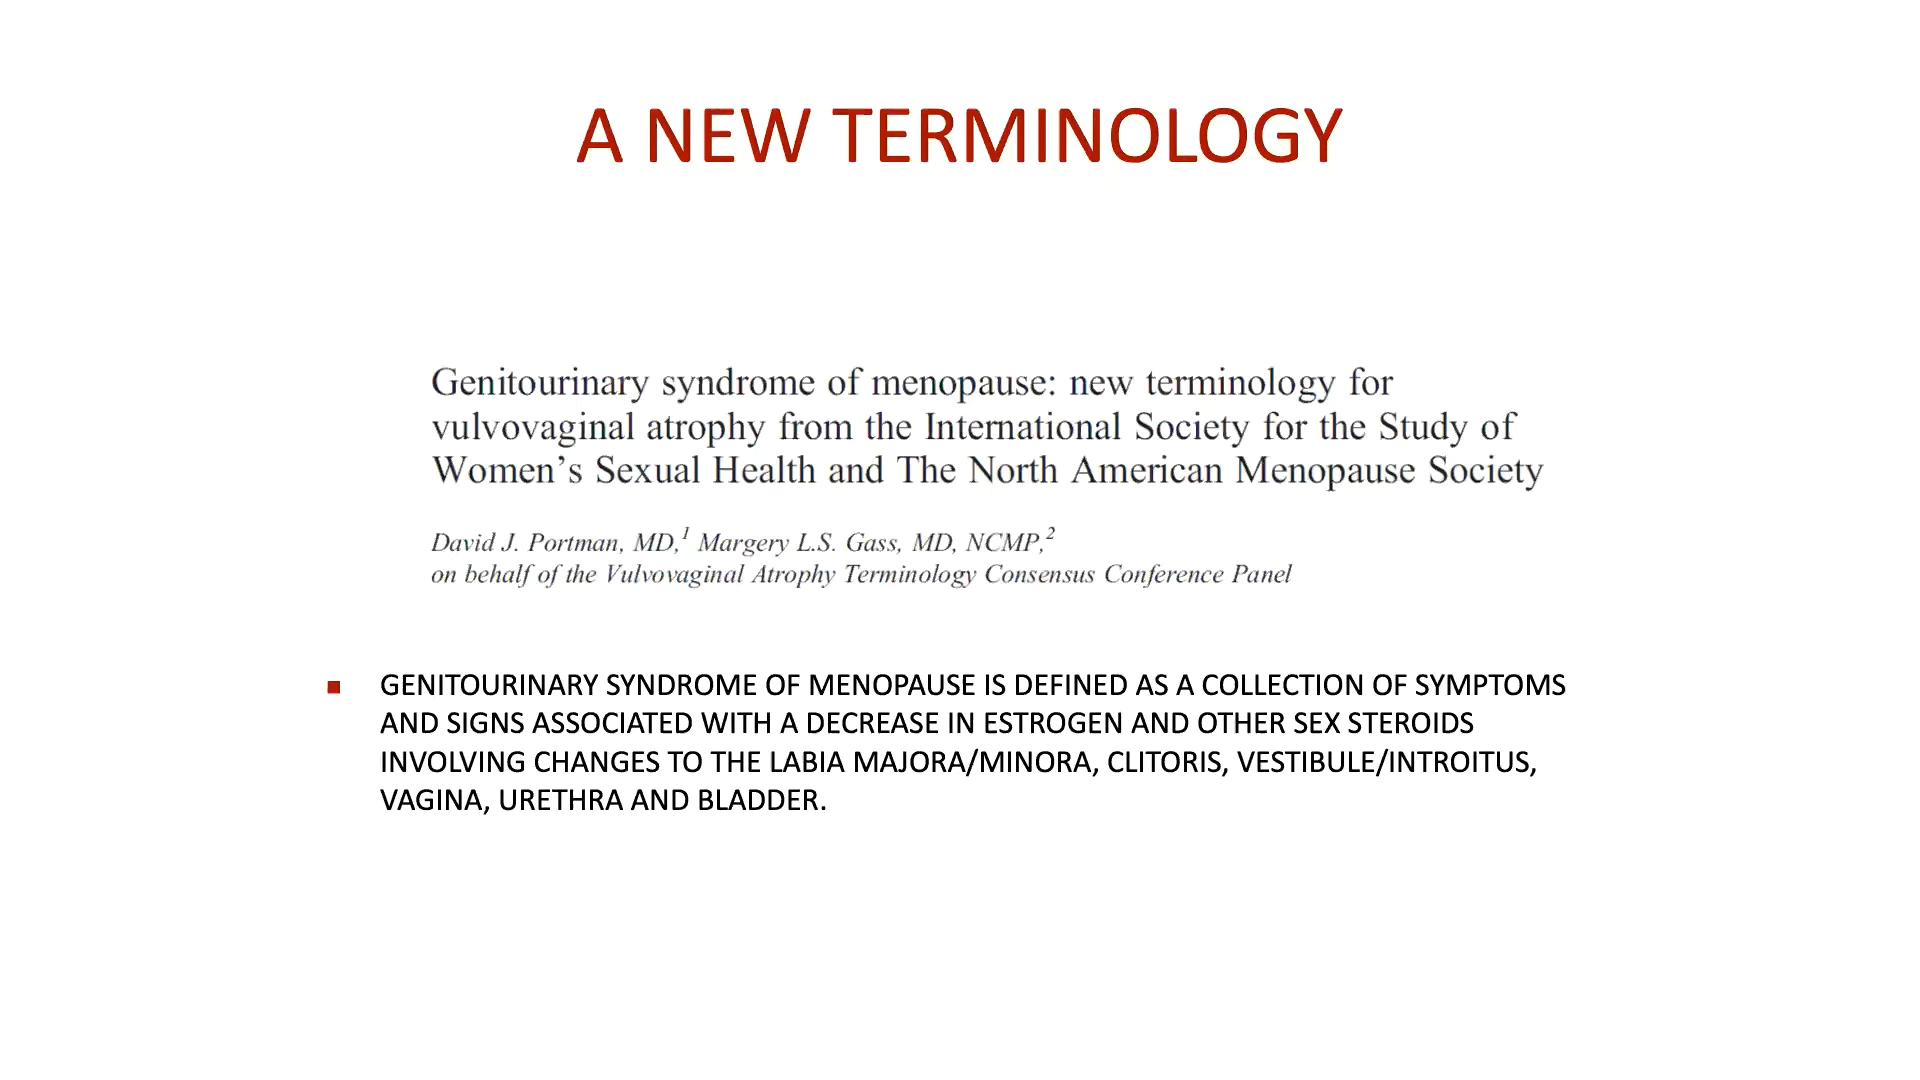 A NEW TERMINOLOGY
Genitourinary syndrome of menopause: new terminology for
vulvovaginal atrophy from the International Society for the Study of
Women’s Sexual Health and The North American Menopause Society
David J. Portman, MD,1 Margery L.S. Gass, MD, NCMP,2
on behalf of the Vulvovaginal Atrophy Terminology Consensus Conference Panel
GENITOURINARY SYNDROME OF MENOPAUSE IS DEFINED AS A COLLECTION OF SYMPTOMS
AND SIGNS ASSOCIATED WITH A DECREASE IN ESTROGEN AND OTHER SEX STEROIDS
INVOLVING CHANGES TO THE LABIA MAJORA/MINORA, CLITORIS, VESTIBULE/INTROITUS,
VAGINA, URETHRA AND BLADDER.